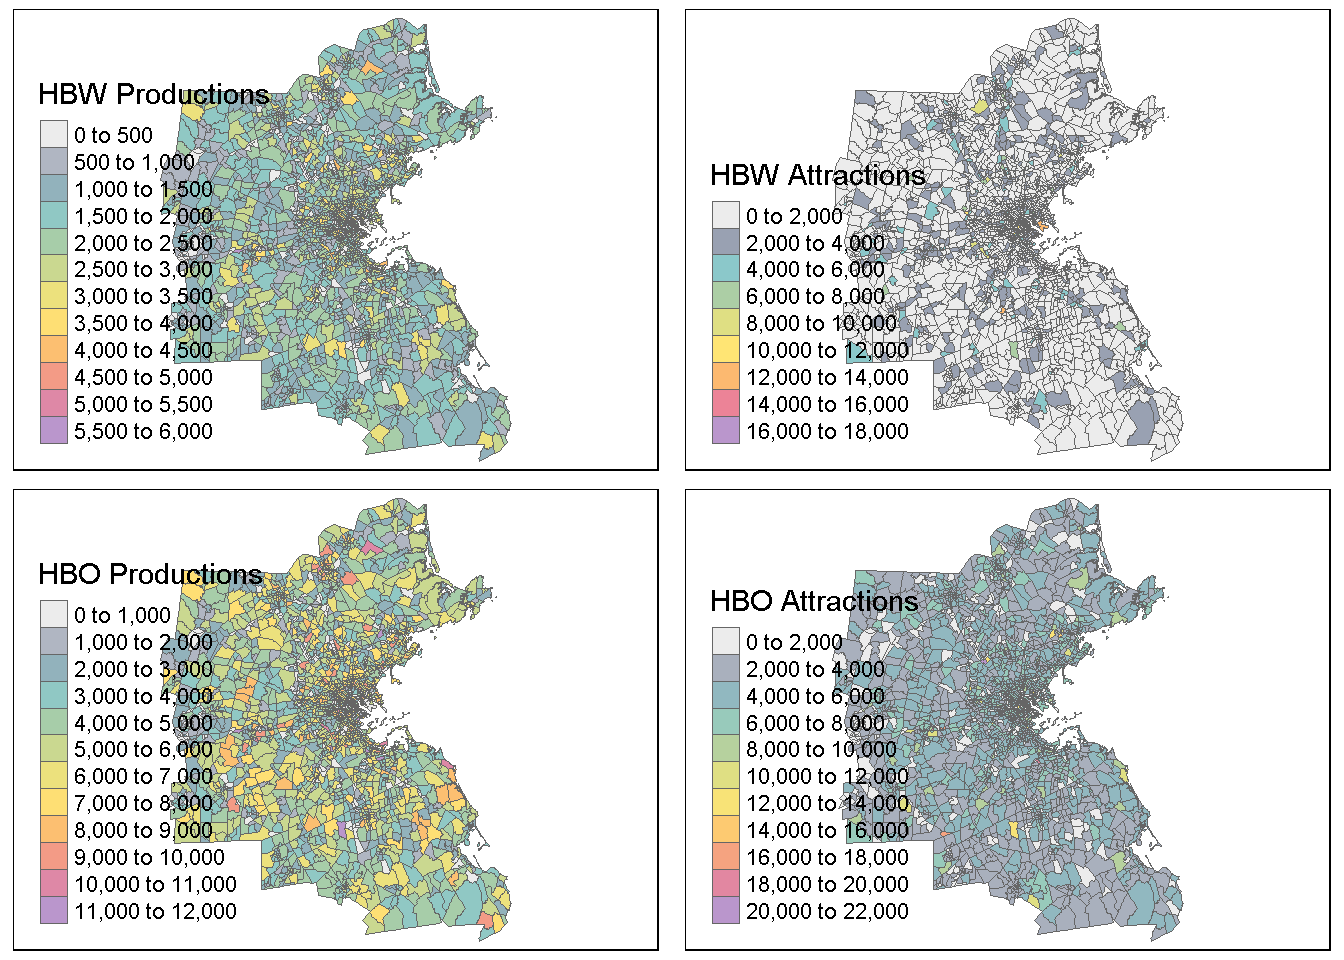 HBW Productions
0 to 500
500 to 1,000
1,000 to 1,500
1,500 to 2,000
2,000 to 2,500
2,500 to 3,000
3,000 to 3,500
3,500 to 4,000
4,000 to 4,500
4,500 to 5,000
5,000 to 5,500
5,500 to 6,000
HBW Attractions
0 to 2,000
2,000 to 4,000
4,000 to 6,000
6,000 to 8,000
8,000 to 10,000
10,000 to 12,000
12,000 to 14,000
14,000 to 16,000
16,000 to 18,000
HBO Productions
0 to 1,000
1,000 to 2,000
2,000 to 3,000
3,000 to 4,000
4,000 to 5,000
5,000 to 6,000
6,000 to 7,000
7,000 to 8,000
8,000 to 9,000
9,000 to 10,000
10,000 to 11,000
11,000 to 12,000
HBO Attractions
0 to 2,000
2,000 to 4,000
4,000 to 6,000
6,000 to 8,000
8,000 to 10,000
10,000 to 12,000
12,000 to 14,000
14,000 to 16,000
16,000 to 18,000
18,000 to 20,000
20,000 to 22,000